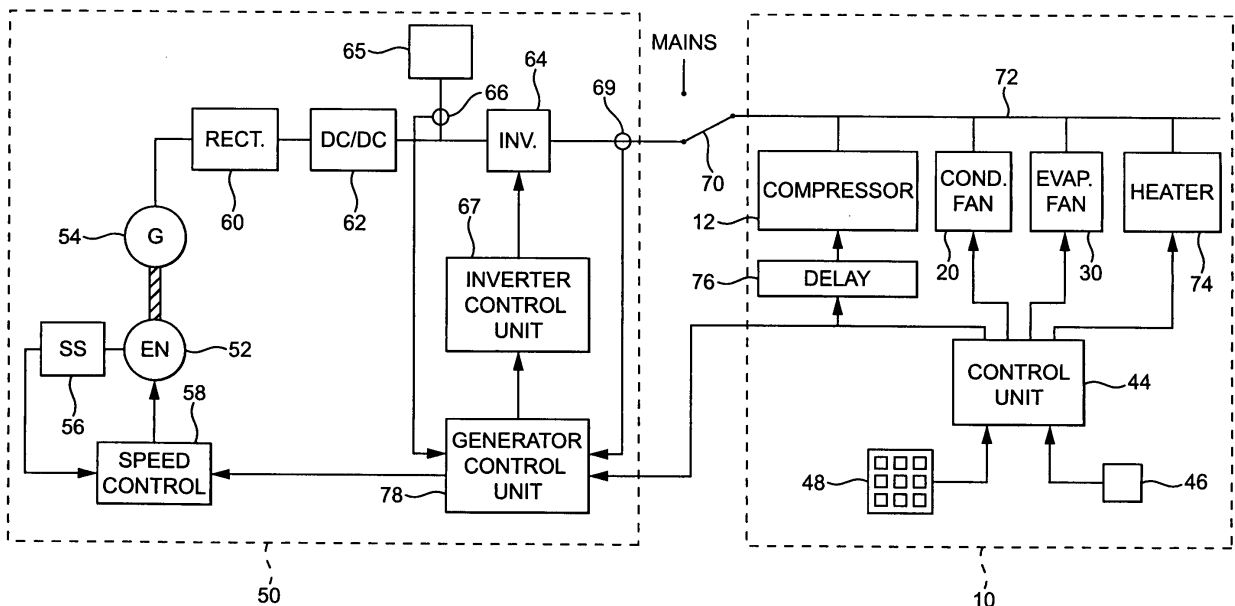 MAINS
65
64
66
69
72
RECT.
DC/DC
INV.
60
62
70
COMPRESSOR
COND.
FAN
EVAP.
FAN
HEATER
12
20
30
74
67
54
G
INVERTER
CONTROL
UNIT
76
DELAY
SS
EN
52
56
58
CONTROL
UNIT
44
SPEED
CONTROL
GENERATOR
CONTROL
UNIT
78
48
46
50
10